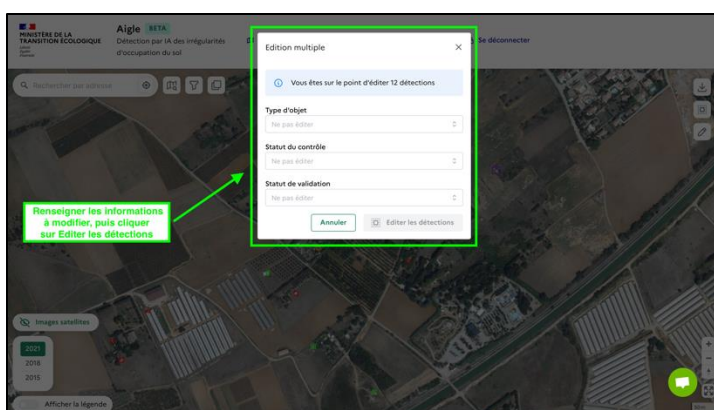 MINISTÈRE DE LA
TRANSITION ÉCOLOGIQUE
Liberté
Égalité
Fraternité
Aigle BETA
Détection par IA des irrégularités
d'occupation du sol
Se déconnecter
Rechercher par adresse
Edition multiple
Vous êtes sur le point d'éditer 12 détections
Type d'objet
Ne pas éditer
Statut du contrôle
Ne pas éditer
Statut de validation
Ne pas éditer
Annuler
Editer les détections
Renseigner les informations
à modifier, puis cliquer
sur Editer les détections
Images satellites
2021
2018
2015
Afficher la légende